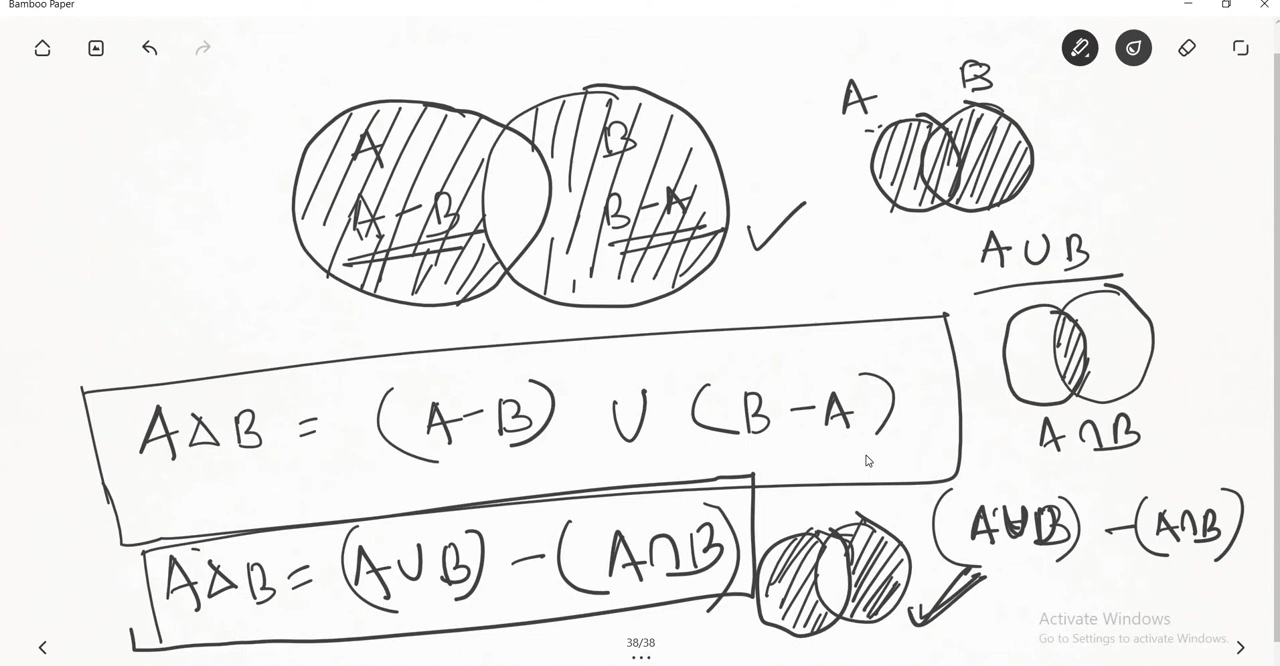 Bamboo Paper
A B
A - B B - A
A B
A ∪ B
A ∩ B
A △ B = (A - B) ∪ (B - A)
A △ B = (A ∪ B) - (A ∩ B)
(A ∪ B) - (A ∩ B)
Activate Windows
Go to Settings to activate Windows.
38/38